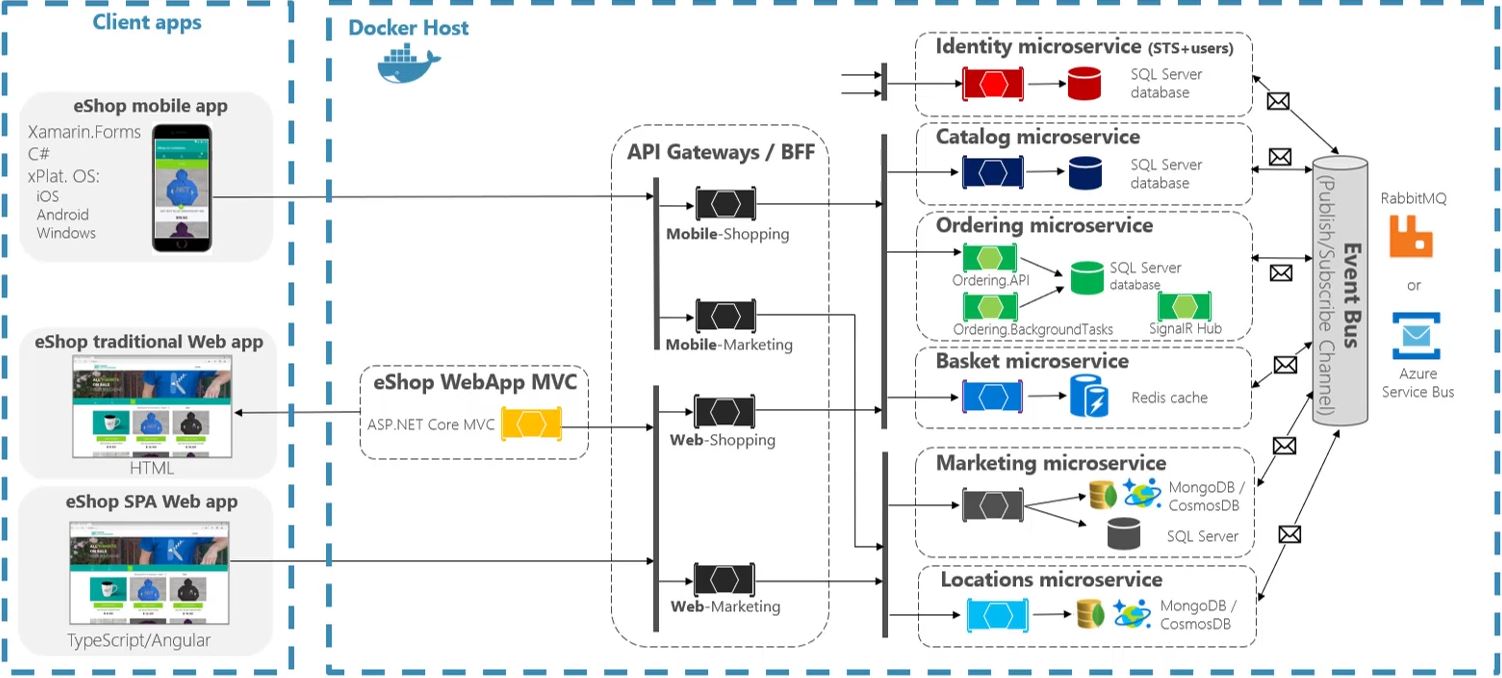 Client apps
eShop mobile app
Xamarin.Forms
C#
xPlat. OS:
iOS
Android
Windows
eShop traditional Web app
HTML
eShop SPA Web app
TypeScript/Angular
Docker Host
eShop WebApp MVC
ASP.NET Core MVC
API Gateways / BFF
Mobile-Shopping
Mobile-Marketing
Web-Shopping
Web-Marketing
Identity microservice (STS+users)
SQL Server
database
Catalog microservice
SQL Server
database
Ordering microservice
Ordering.API
SQL Server
database
Ordering.BackgroundTasks
SignalR Hub
Basket microservice
Redis cache
Marketing microservice
MongoDB /
CosmosDB
SQL Server
Locations microservice
MongoDB /
CosmosDB
Event Bus
(Publish/Subscribe Channel)
RabbitMQ
or
Azure
Service Bus